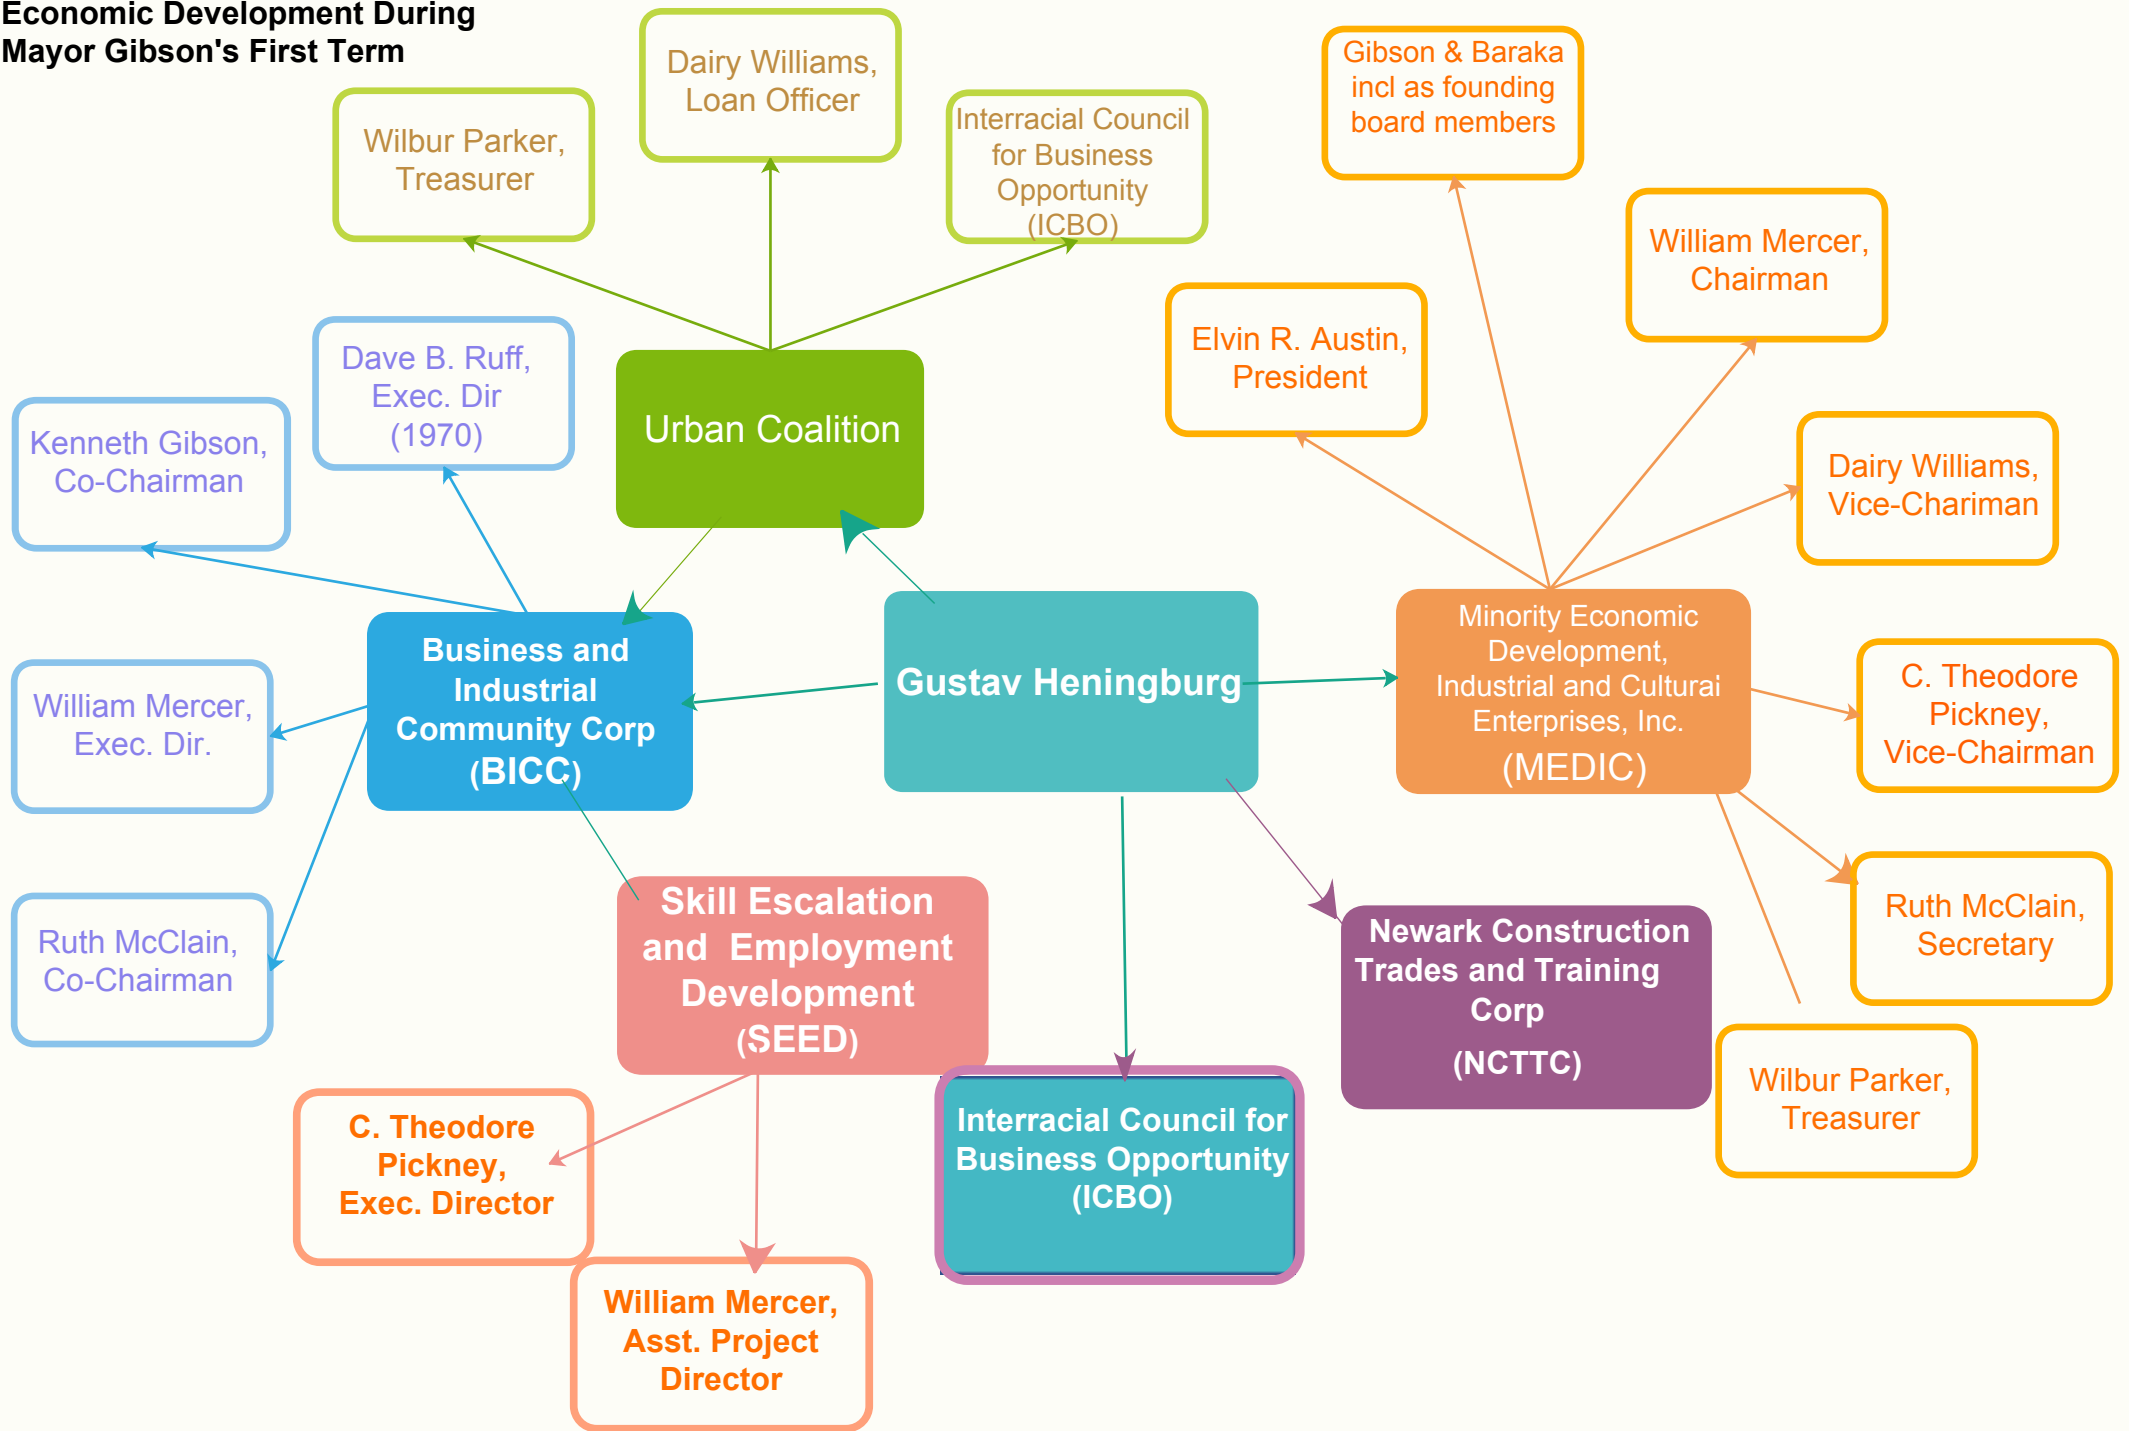 Economic Development During
Mayor Gibson's First Term
Wilbur Parker,
Treasurer
Dairy Williams,
Loan Officer
Interracial Council
for Business
Opportunity
(ICBO)
Gibson & Baraka
incl as founding
board members
William Mercer,
Chairman
Elvin R. Austin,
President
Dairy Williams,
Vice-Chariman
Kenneth Gibson,
Co-Chairman
Dave B. Ruff,
Exec. Dir
(1970)
Urban Coalition
William Mercer,
Exec. Dir.
Business and
Industrial
Community Corp
(BICC)
Gustav Heningburg
Minority Economic
Development,
Industrial and Culturai
Enterprises, Inc.
(MEDIC)
C. Theodore
Pickney,
Vice-Chairman
Ruth McClain,
Co-Chairman
Skill Escalation
and Employment
Development
(SEED)
Newark Construction
Trades and Training
Corp
(NCTTC)
Ruth McClain,
Secretary
Wilbur Parker,
Treasurer
C. Theodore
Pickney,
Exec. Director
Interracial Council for
Business Opportunity
(ICBO)
William Mercer,
Asst. Project
Director